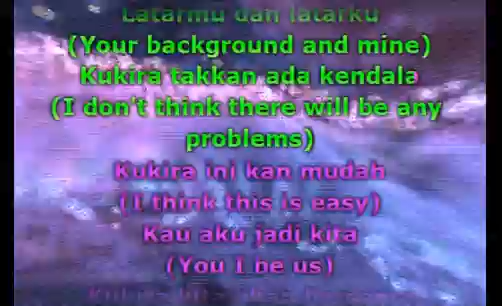 Latarmu dan latarku
(Your background and mine)
Kukira takkan ada kendala
(I don't think there will be any
problems)
Kukira ini kan mudah
(I think this is easy)
Kau aku jadi kita
(You I be us)